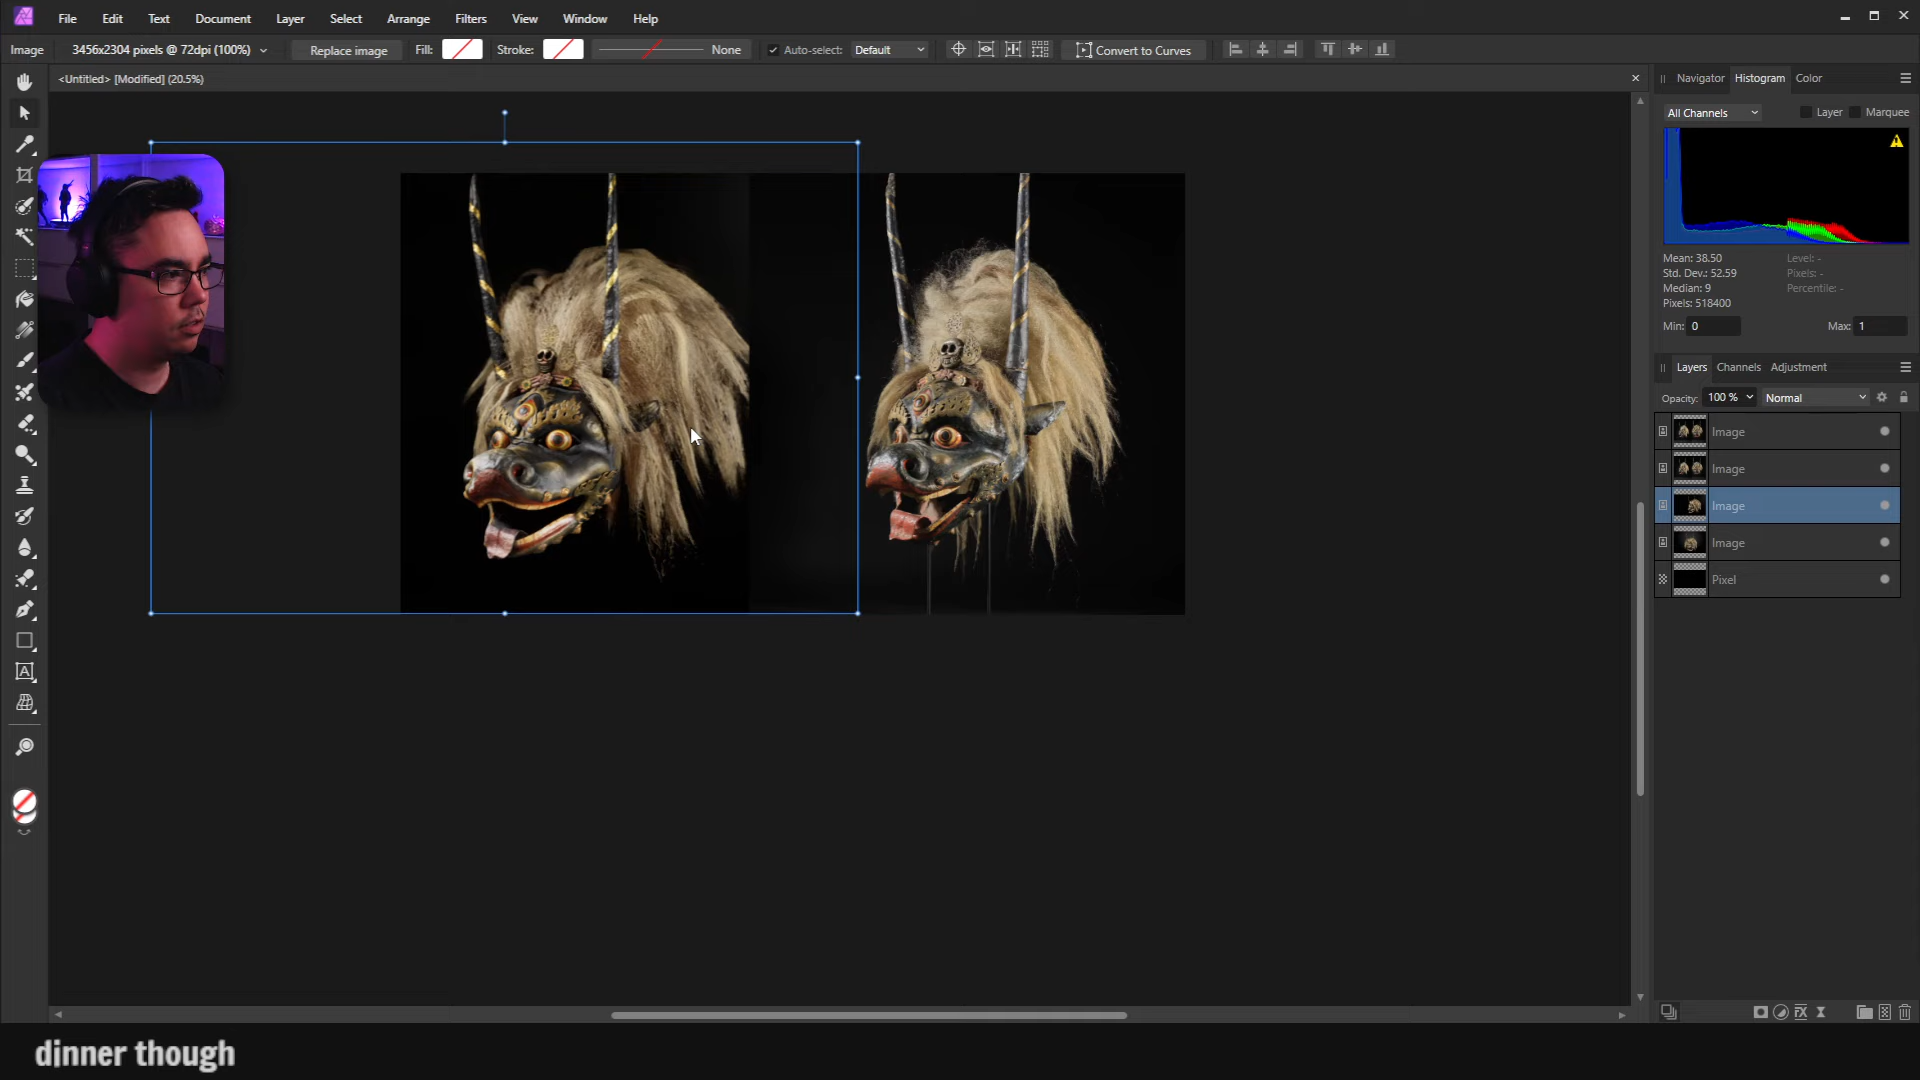 File Edit Text Document Layer Select Arrange Filters View Window Help
Image 3456x2304 pixels @ 72dpi (100%) Replace image Fill: Stroke: None Auto-select: Default Convert to Curves
<Untitled> [Modified] (20.5%)
Navigator Histogram Color
All Channels Layer Marquee
Mean: 38.50 Level: -
Std. Dev.: 52.59 Pixels: -
Median: 9 Percentile: -
Pixels: 518400
Min: 0 Max: 1
Layers Channels Adjustment
Opacity: 100 % Normal
Image
Image
Image
Image
Pixel
dinner though